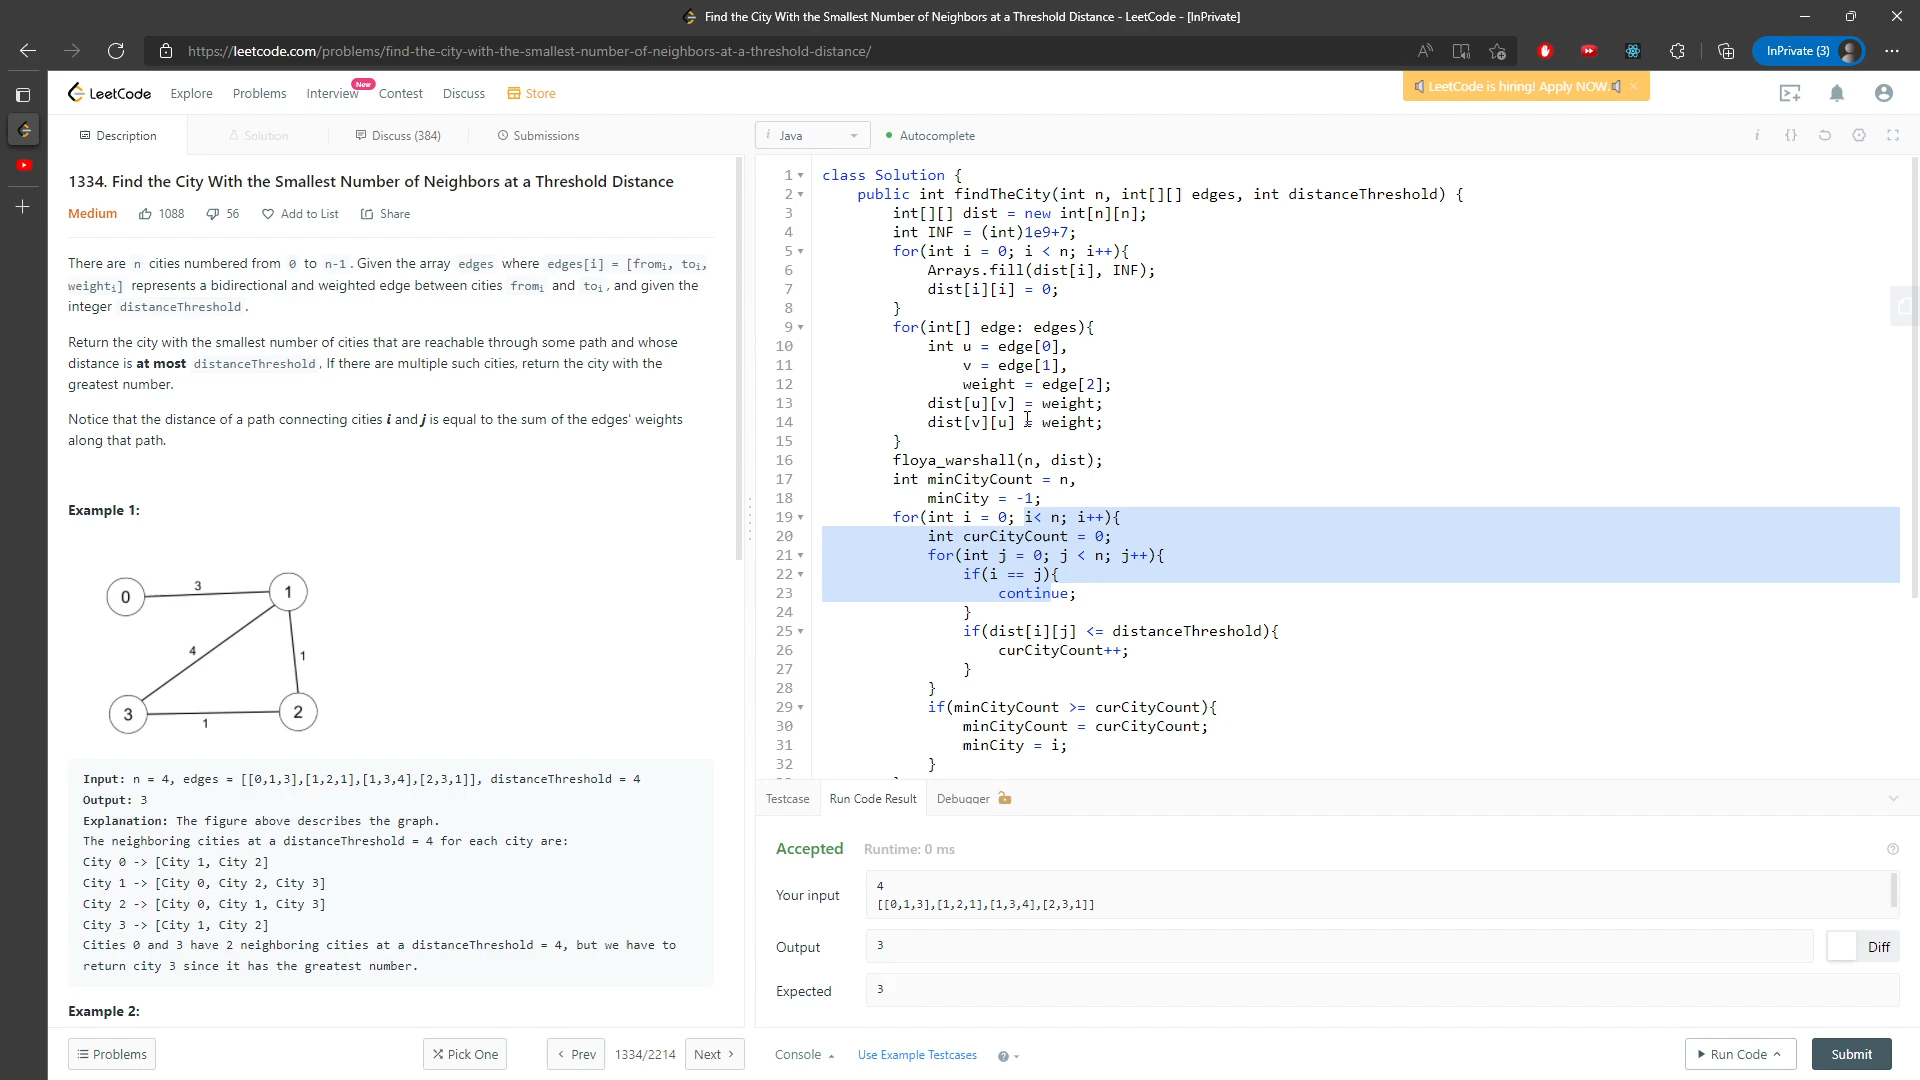 Find the City With the Smallest Number of Neighbors at a Threshold Distance - LeetCode - [InPrivate]
https://leetcode.com/problems/find-the-city-with-the-smallest-number-of-neighbors-at-a-threshold-distance/
InPrivate (3)
LeetCode
Explore
Problems
Interview
New
Contest
Discuss
Store
LeetCode is hiring! Apply NOW.
Description
Solution
Discuss (384)
Submissions
i Java
Autocomplete
1334. Find the City With the Smallest Number of Neighbors at a Threshold Distance
Medium
1088
56
Add to List
Share
There are n cities numbered from 0 to n-1. Given the array edges where edges[i] = [fromi, toi,
weighti] represents a bidirectional and weighted edge between cities fromi and toi, and given the
integer distanceThreshold.
Return the city with the smallest number of cities that are reachable through some path and whose
distance is at most distanceThreshold, If there are multiple such cities, return the city with the
greatest number.
Notice that the distance of a path connecting cities i and j is equal to the sum of the edges' weights
along that path.
Example 1:
0
3
1
4
1
3
1
2
Input: n = 4, edges = [[0,1,3],[1,2,1],[1,3,4],[2,3,1]], distanceThreshold = 4
Output: 3
Explanation: The figure above describes the graph.
The neighboring cities at a distanceThreshold = 4 for each city are:
City 0 -> [City 1, City 2]
City 1 -> [City 0, City 2, City 3]
City 2 -> [City 0, City 1, City 3]
City 3 -> [City 1, City 2]
Cities 0 and 3 have 2 neighboring cities at a distanceThreshold = 4, but we have to
return city 3 since it has the greatest number.
Example 2:
1 class Solution {
2 public int findTheCity(int n, int[][] edges, int distanceThreshold) {
3 int[][] dist = new int[n][n];
4 int INF = (int)1e9+7;
5 for(int i = 0; i < n; i++){
6 Arrays.fill(dist[i], INF);
7 dist[i][i] = 0;
8 }
9 for(int[] edge: edges){
10 int u = edge[0],
11 v = edge[1],
12 weight = edge[2];
13 dist[u][v] = weight;
14 dist[v][u] = weight;
15 }
16 floya_warshall(n, dist);
17 int minCityCount = n,
18 minCity = -1;
19 for(int i = 0; i< n; i++){
20 int curCityCount = 0;
21 for(int j = 0; j < n; j++){
22 if(i == j){
23 continue;
24 }
25 if(dist[i][j] <= distanceThreshold){
26 curCityCount++;
27 }
28 }
29 if(minCityCount >= curCityCount){
30 minCityCount = curCityCount;
31 minCity = i;
32 }
Testcase
Run Code Result
Debugger
Accepted
Runtime: 0 ms
Your input
4
[[0,1,3],[1,2,1],[1,3,4],[2,3,1]]
Output
3
Diff
Expected
3
Problems
Pick One
Prev
1334/2214
Next
Console
Use Example Testcases
Run Code
Submit